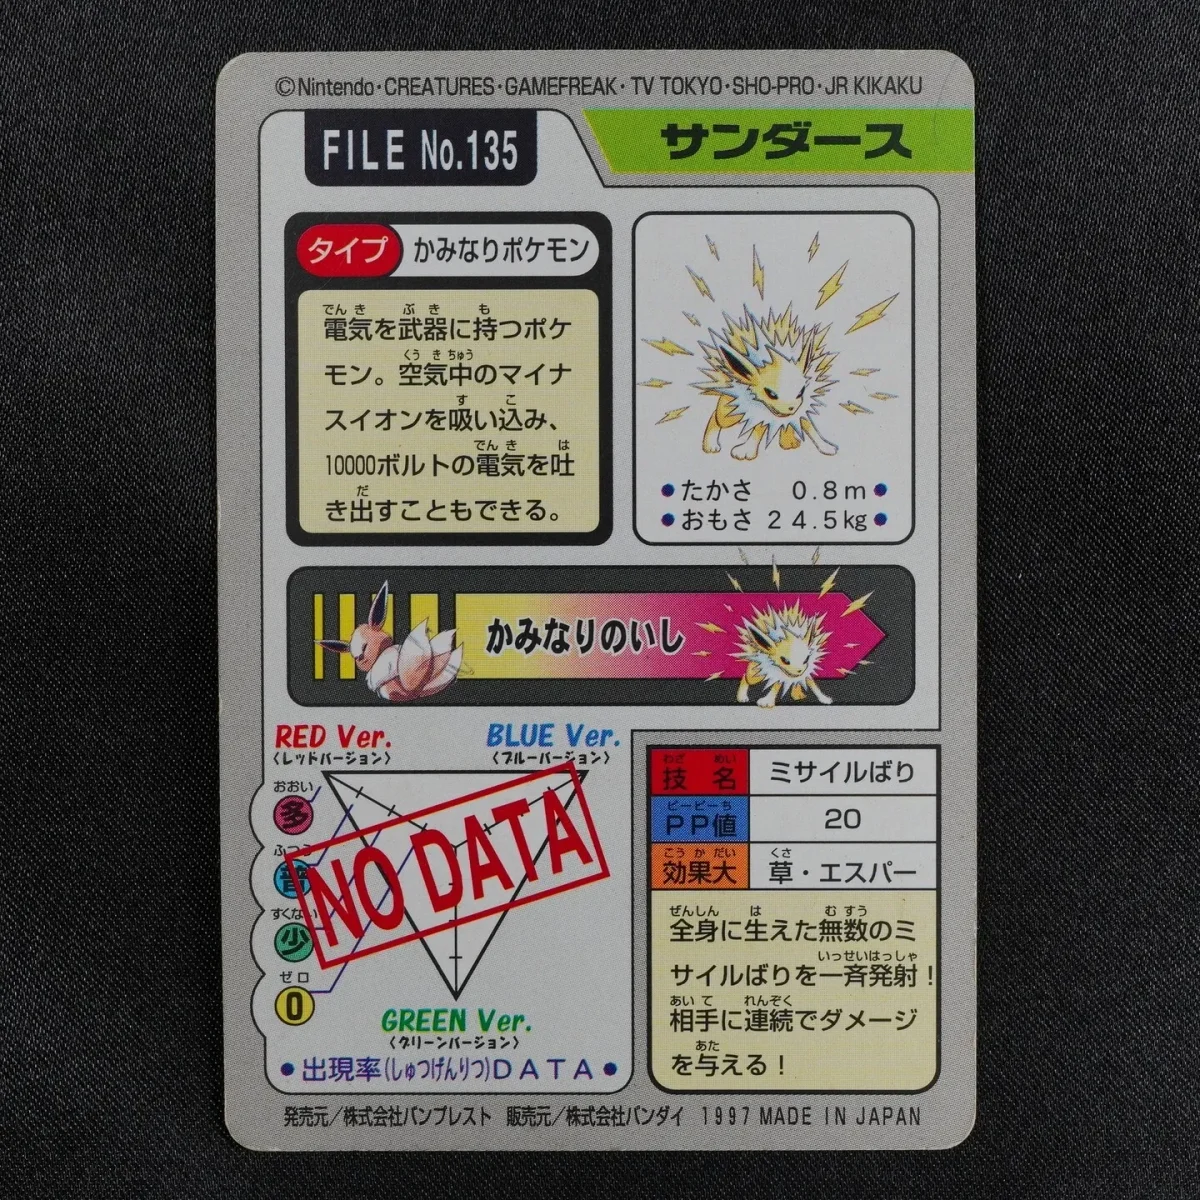 ©Nintendo・CREATURES・GAMEFREAK・TV TOKYO・SHO-PRO・JR KIKAKU
FILE No.135
サンダース
タイプ
かみなりポケモン
でんき ぶき も
電気を武器に持つポケ
くうきちゅう
モン。空気中のマイナ
す こ
スイオンを吸い込み、
でんき は
10000ボルトの電気を吐
だ
き出すこともできる。
●たかさ 0.8m●
●おもさ 24.5kg●
かみなりのいし
RED Ver.
〈レッドバージョン〉
BLUE Ver.
〈ブルーバージョン〉
おおい
多
ふつう
普
すくない
少
ゼロ
0
NO DATA
GREEN Ver.
〈グリーンバージョン〉
●出現率(しゅつげんりつ)DATA●
わざ めい
技名
ミサイルばり
ピーピーち
PP値
20
こうかだい
効果大
くさ
草・エスパー
ぜんしん は むすう
全身に生えた無数のミ
いっせいはっしゃ
サイルばりを一斉発射！
あいて れんぞく
相手に連続でダメージ
あた
を与える！
発売元／株式会社バンプレスト 販売元／株式会社バンダイ 1997 MADE IN JAPAN